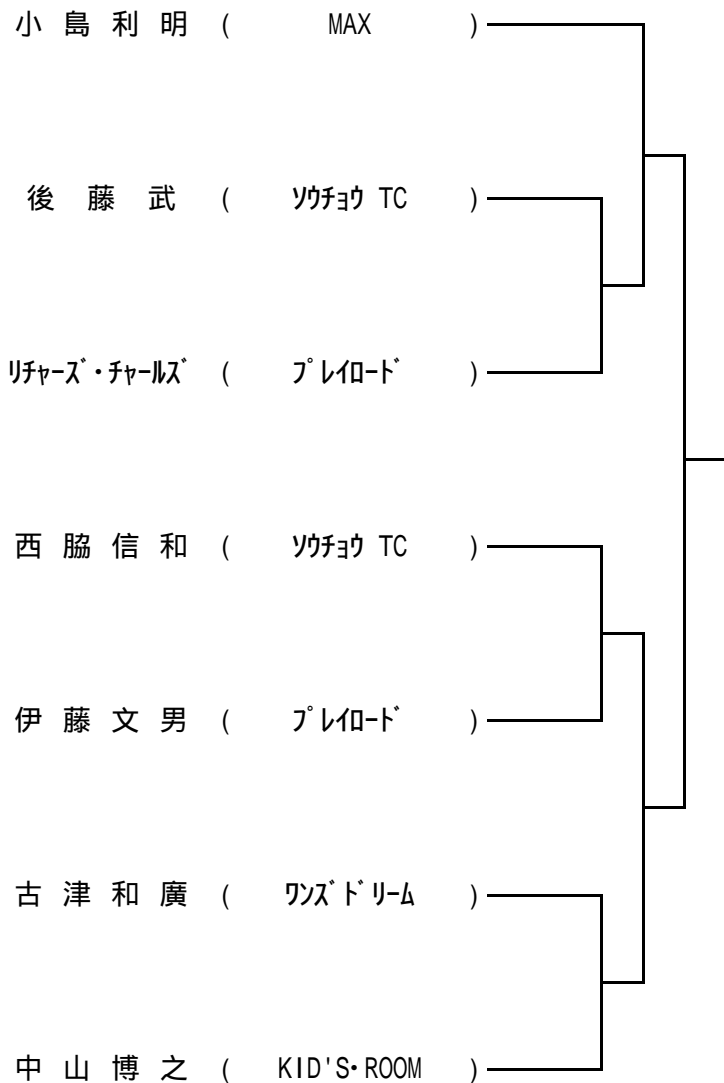 小島利明 ( MAX )
後藤武 ( ｿｳﾁｮｳ TC )
ﾘﾁｬｰｽﾞ・ﾁｬｰﾙｽﾞ ( ﾌﾟﾚｲﾛｰﾄﾞ )
西脇信和 ( ｿｳﾁｮｳ TC )
伊藤文男 ( ﾌﾟﾚｲﾛｰﾄﾞ )
古津和廣 ( ﾜﾝｽﾞﾄﾞﾘｰﾑ )
中山博之 ( KID'S・ROOM )